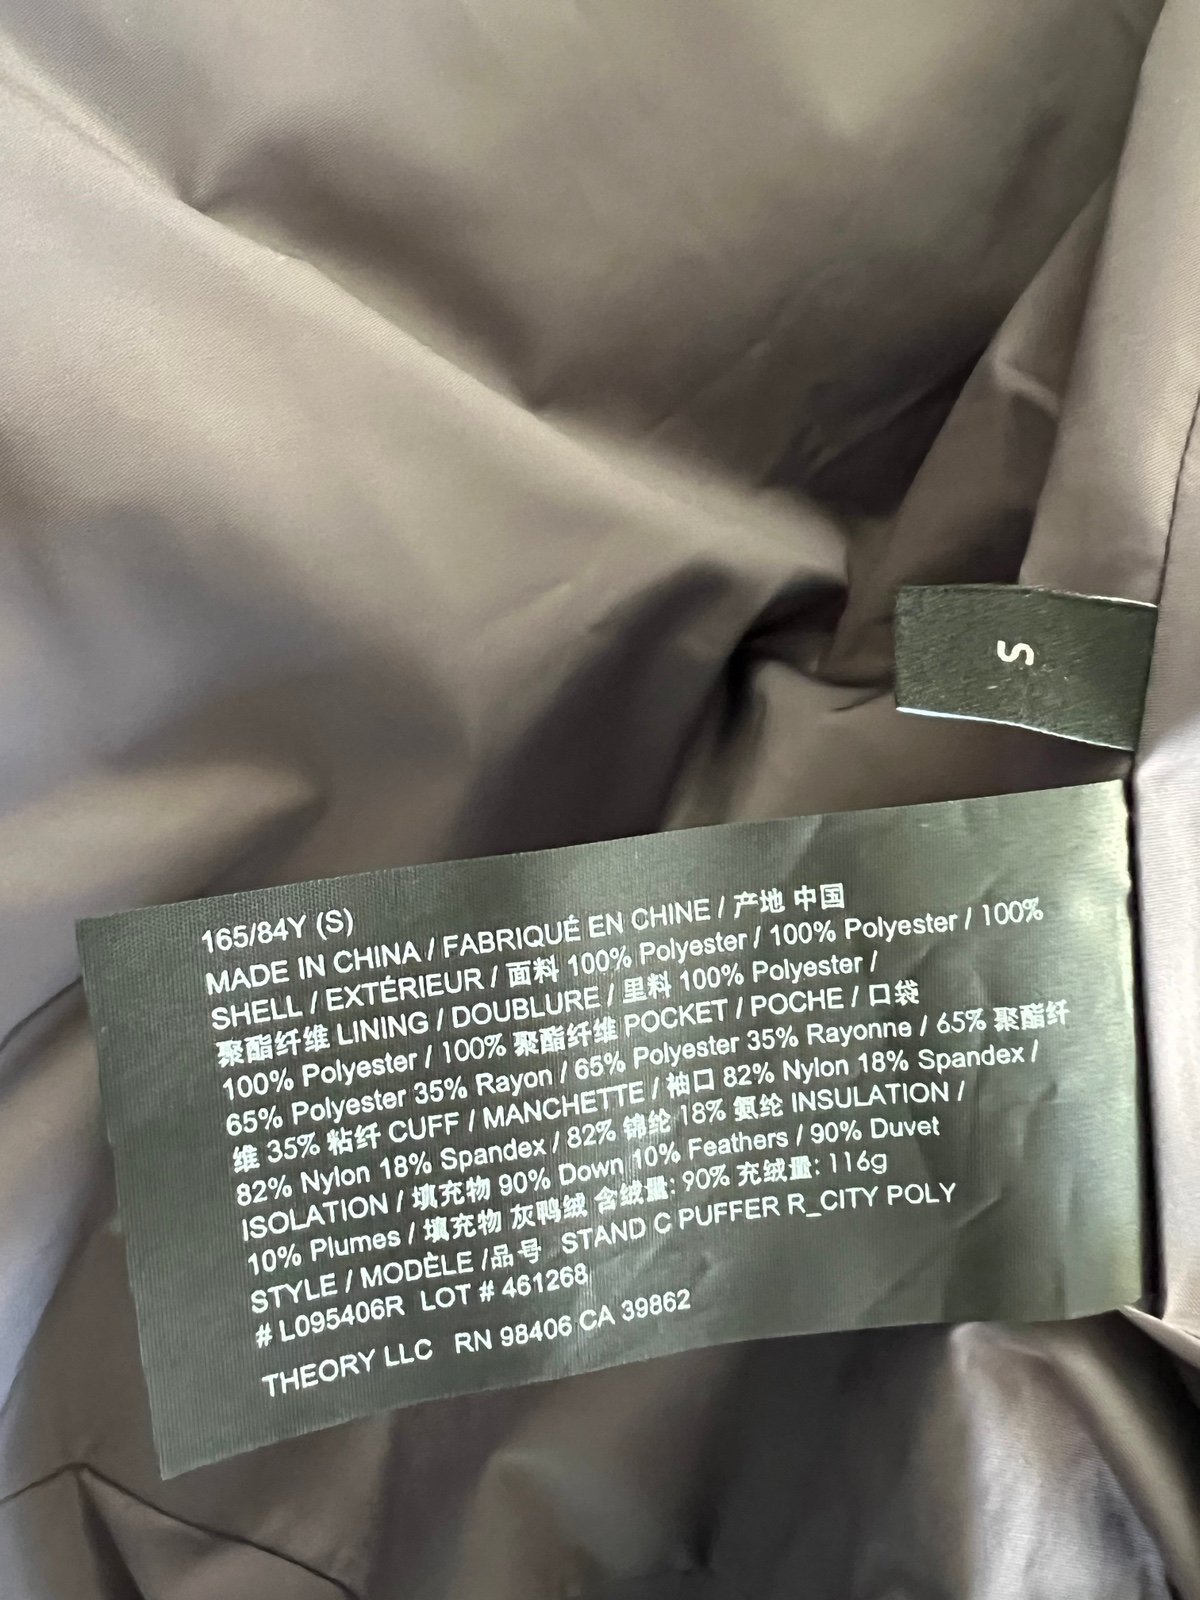 S
165/84Y (S)
MADE IN CHINA / FABRIQUÉ EN CHINE / 产地 中国
SHELL / EXTÉRIEUR / 面料 100% Polyester / 100% Polyester / 100%
聚酯纤维 LINING / DOUBLURE / 里料 100% Polyester /
100% Polyester / 100% 聚酯纤维 POCKET / POCHE / 口袋
65% Polyester 35% Rayon / 65% Polyester 35% Rayonne / 65% 聚酯纤
维 35% 粘纤 CUFF / MANCHETTE / 袖口 82% Nylon 18% Spandex /
82% Nylon 18% Spandex / 82% 锦纶 18% 氨纶 INSULATION /
ISOLATION / 填充物 90% Down 10% Feathers / 90% Duvet
10% Plumes / 填充物 灰鸭绒 含绒量: 90% 充绒量: 116g
STYLE / MODÈLE /品号 STAND C PUFFER R_CITY POLY
# L095406R LOT # 461268
THEORY LLC RN 98406 CA 39862